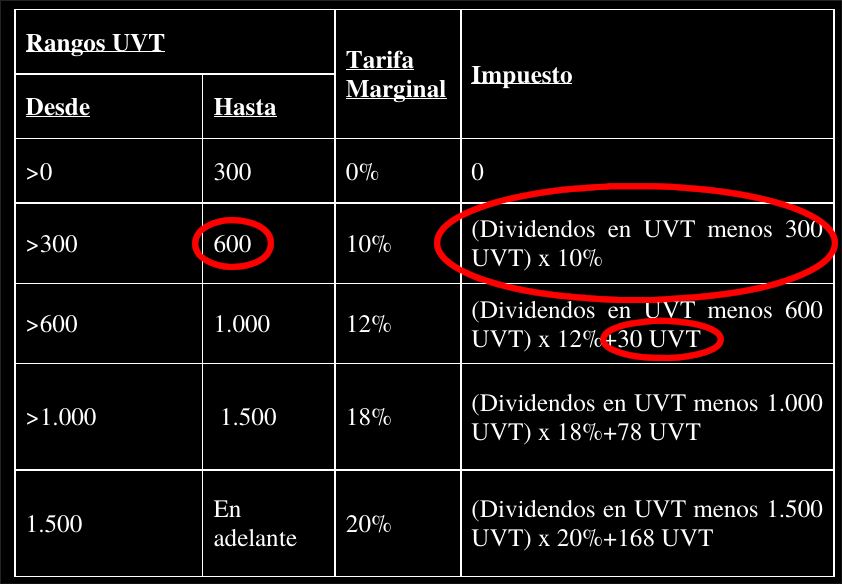 Rangos UVT
Tarifa
Marginal
Impuesto
Desde
Hasta
>0
300
0%
0
>300
600
10%
(Dividendos en UVT menos 300
UVT) x 10%
>600
1.000
12%
(Dividendos en UVT menos 600
UVT) x 12%+30 UVT
>1.000
1.500
18%
(Dividendos en UVT menos 1.000
UVT) x 18%+78 UVT
1.500
En
adelante
20%
(Dividendos en UVT menos 1.500
UVT) x 20%+168 UVT